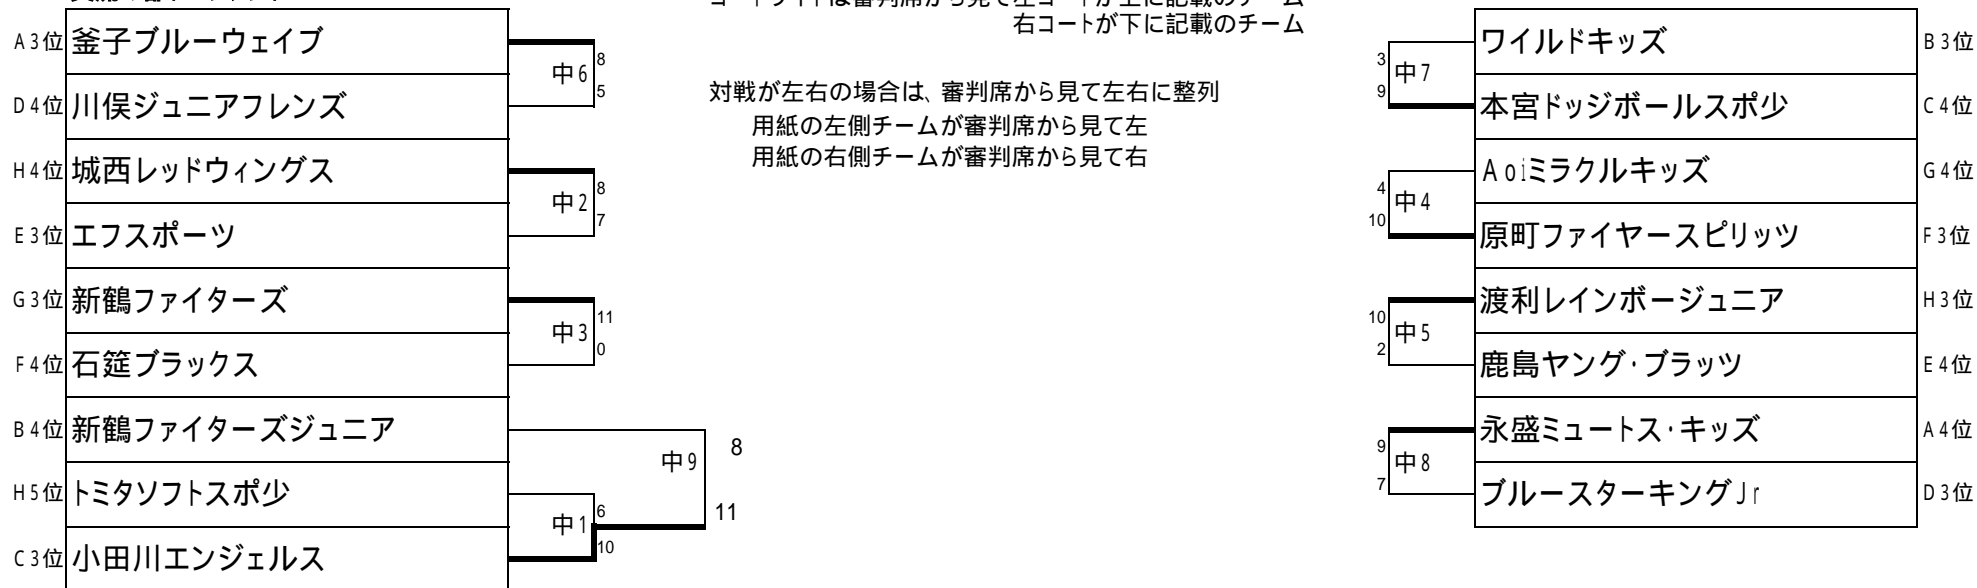 A3位 釜子ブルーウェイブ
8
中6
5
D4位 川俣ジュニアフレンズ
H4位 城西レッドウィングス
8
中2
7
E3位 エフスポーツ
G3位 新鶴ファイターズ
11
中3
0
F4位 石筵ブラックス
B4位 新鶴ファイターズジュニア
8
中9
11
H5位 トミタソフトスポ少
6
中1
10
C3位 小田川エンジェルス
右コートが下に記載のチーム
対戦が左右の場合は、審判席から見て左右に整列
用紙の左側チームが審判席から見て左
用紙の右側チームが審判席から見て右
ワイルドキッズ B3位
3
中7
9
本宮ドッジボールスポ少 C4位
Aoiミラクルキッズ G4位
4
中4
10
原町ファイヤースピリッツ F3位
渡利レインボージュニア H3位
10
中5
2
鹿島ヤング・ブラッツ E4位
永盛ミュートス・キッズ A4位
9
中8
7
ブルースターキングJr D3位